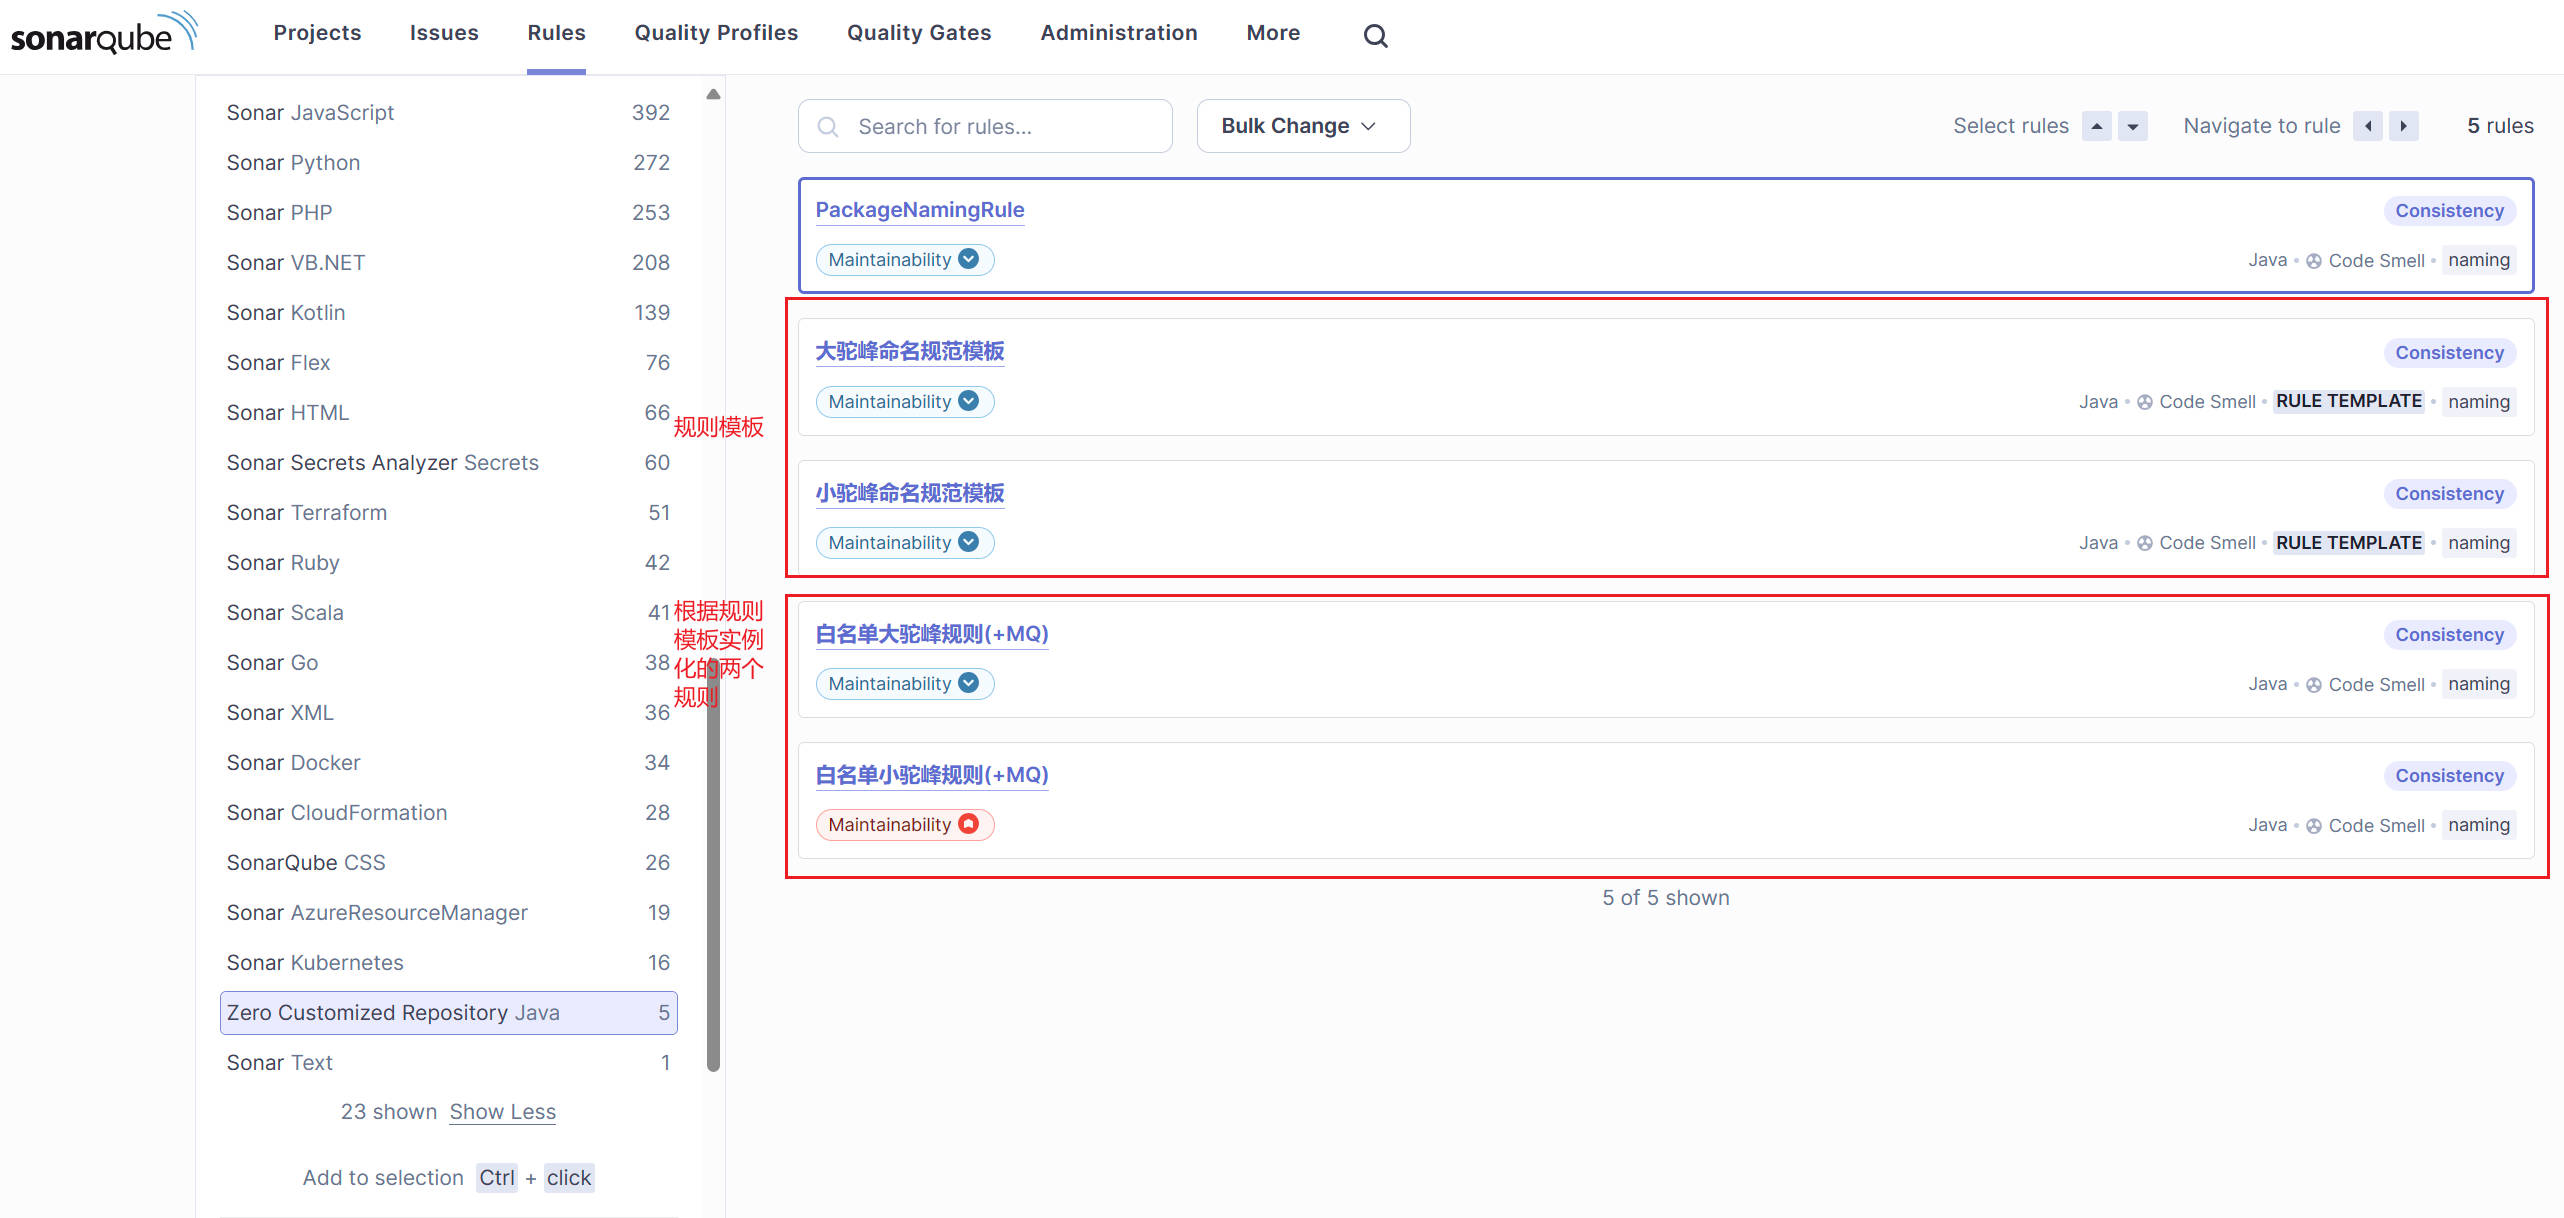 sonarqube
Projects Issues Rules Quality Profiles Quality Gates Administration More
Sonar JavaScript 392
Sonar Python 272
Sonar PHP 253
Sonar VB.NET 208
Sonar Kotlin 139
Sonar Flex 76
Sonar HTML 66
Sonar Secrets Analyzer Secrets 60
Sonar Terraform 51
Sonar Ruby 42
Sonar Scala 41
Sonar Go 38
Sonar XML 36
Sonar Docker 34
Sonar CloudFormation 28
SonarQube CSS 26
Sonar AzureResourceManager 19
Sonar Kubernetes 16
Zero Customized Repository Java 5
Sonar Text 1
23 shown Show Less
Add to selection Ctrl + click
规则模板
根据规则
模板实例
化的两个
规则
Search for rules... Bulk Change Select rules Navigate to rule 5 rules
PackageNamingRule Consistency
Maintainability Java • Code Smell • naming
大驼峰命名规范模板 Consistency
Maintainability Java • Code Smell • RULE TEMPLATE • naming
小驼峰命名规范模板 Consistency
Maintainability Java • Code Smell • RULE TEMPLATE • naming
白名单大驼峰规则(+MQ) Consistency
Maintainability Java • Code Smell • naming
白名单小驼峰规则(+MQ) Consistency
Maintainability Java • Code Smell • naming
5 of 5 shown